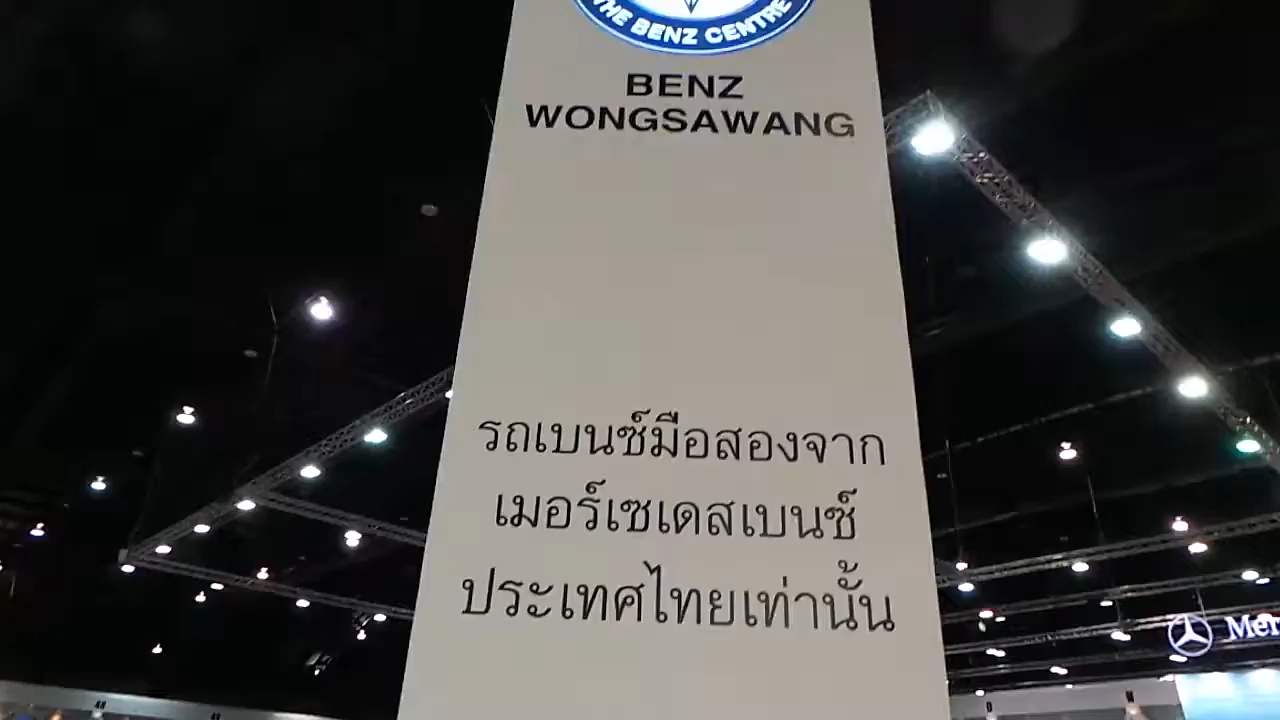 THE BENZ CENTRE
BENZ
WONGSAWANG
รถเบนซ์มือสองจาก
เมอร์เซเดสเบนซ์
ประเทศไทยเท่านั้น